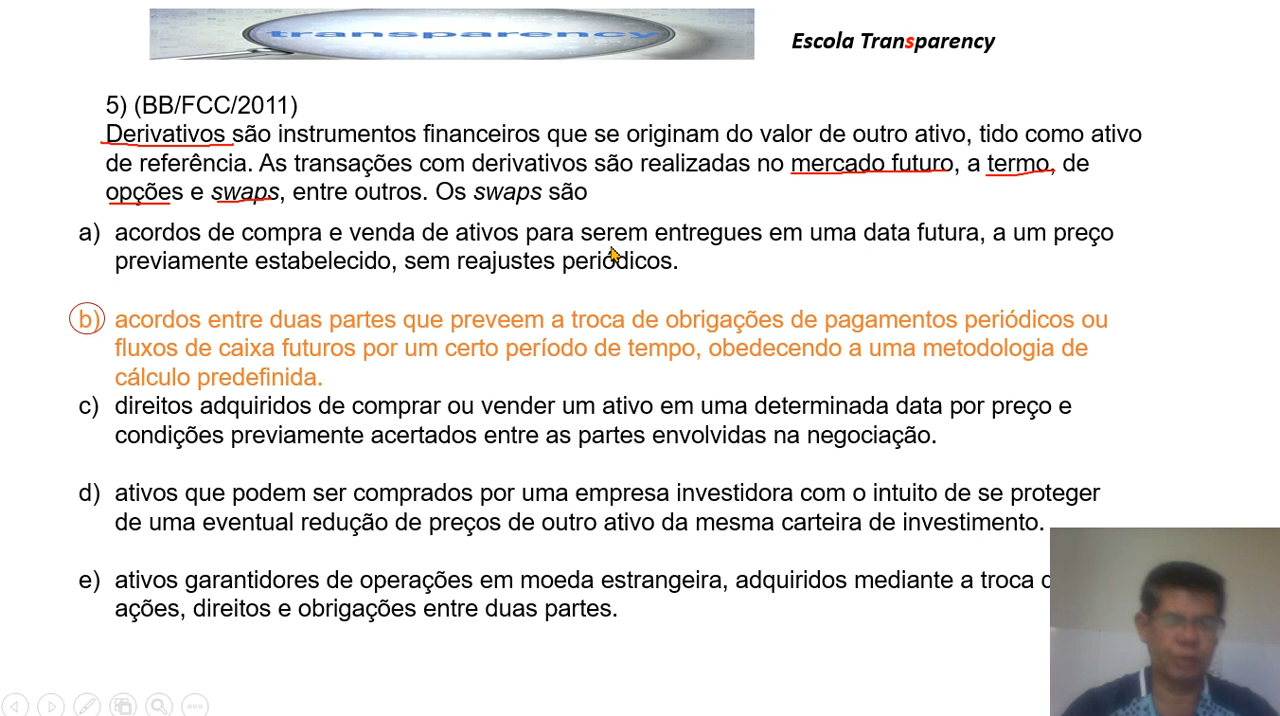 transparency
Escola Transparency
5) (BB/FCC/2011)
Derivativos são instrumentos financeiros que se originam do valor de outro ativo, tido como ativo
de referência. As transações com derivativos são realizadas no mercado futuro, a termo, de
opções e swaps, entre outros. Os swaps são
a) acordos de compra e venda de ativos para serem entregues em uma data futura, a um preço
previamente estabelecido, sem reajustes periódicos.
b) acordos entre duas partes que preveem a troca de obrigações de pagamentos periódicos ou
fluxos de caixa futuros por um certo período de tempo, obedecendo a uma metodologia de
cálculo predefinida.
c) direitos adquiridos de comprar ou vender um ativo em uma determinada data por preço e
condições previamente acertados entre as partes envolvidas na negociação.
d) ativos que podem ser comprados por uma empresa investidora com o intuito de se proteger
de uma eventual redução de preços de outro ativo da mesma carteira de investimento.
e) ativos garantidores de operações em moeda estrangeira, adquiridos mediante a troca
ações, direitos e obrigações entre duas partes.